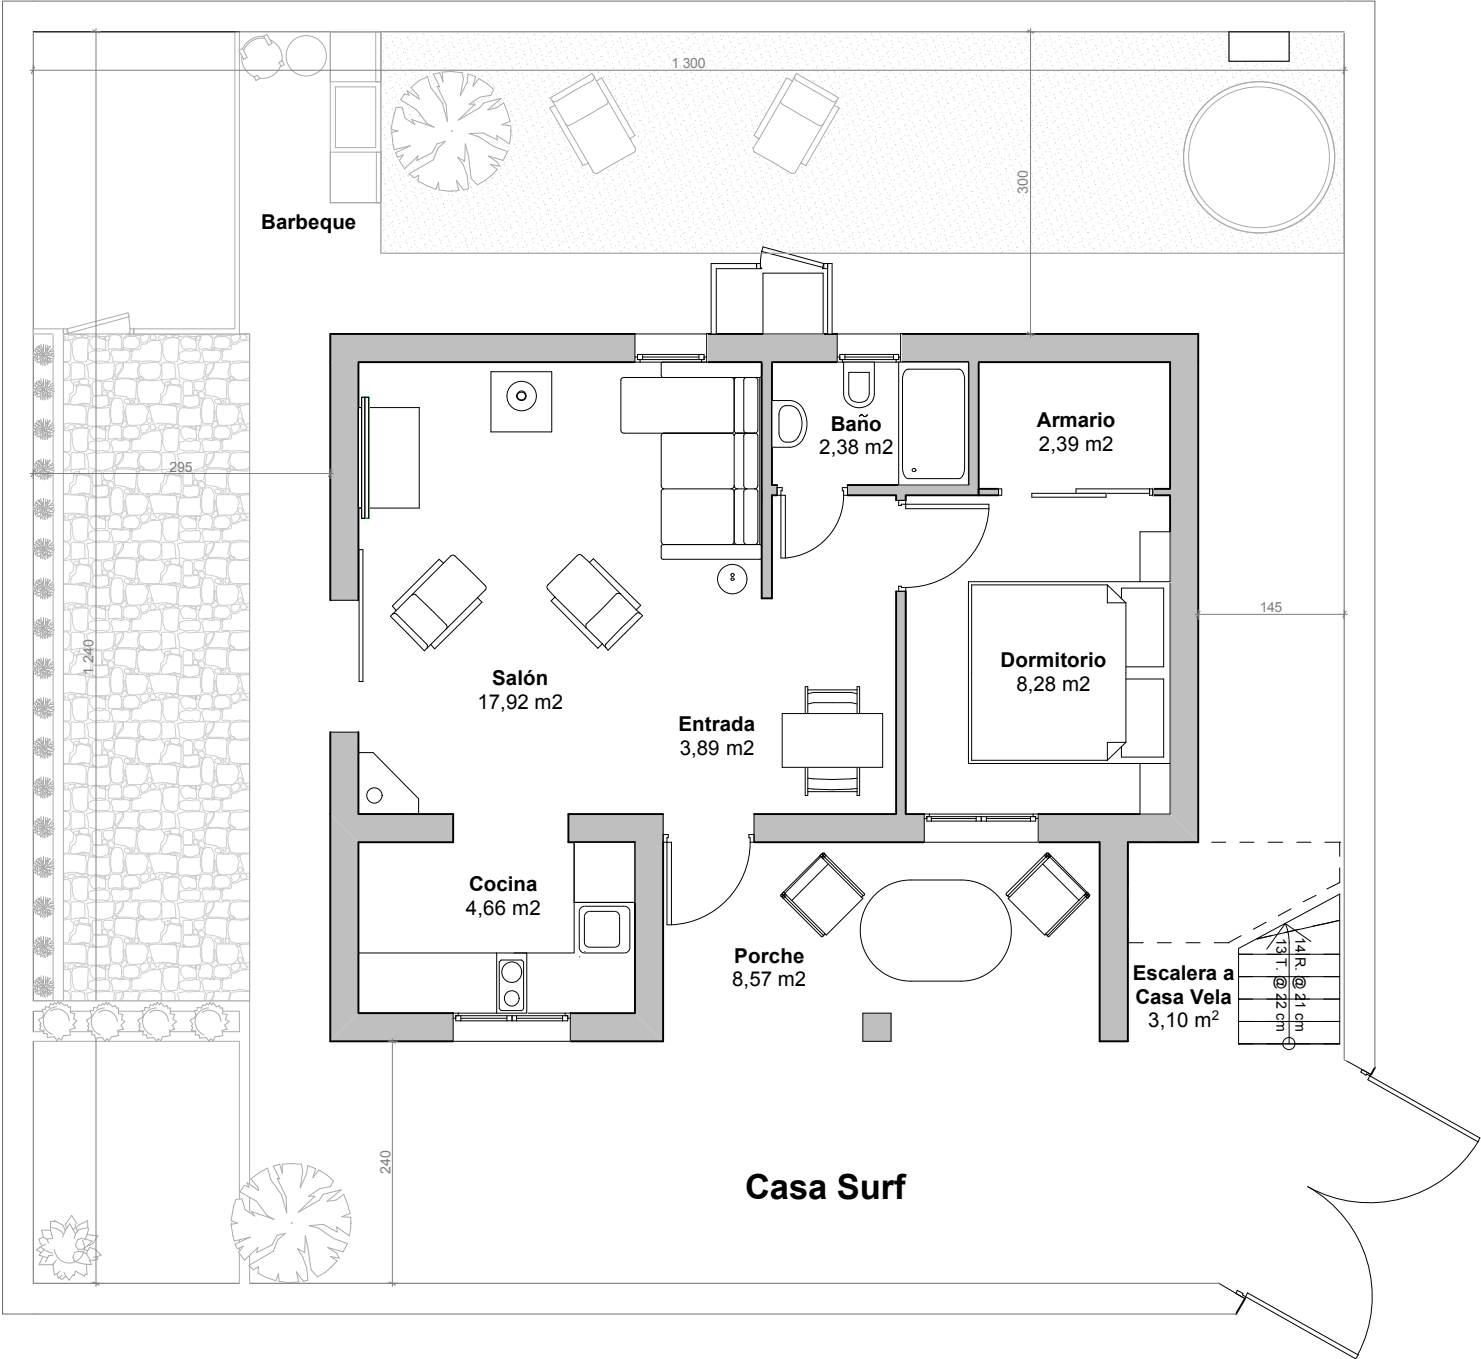 1 300
300
Barbeque
Baño
2,38 m2
Armario
2,39 m2
295
145
1 240
Salón
17,92 m2
Dormitorio
8,28 m2
Entrada
3,89 m2
Cocina
4,66 m2
Porche
8,57 m2
Escalera a
Casa Vela
3,10 m²
14 R. @ 21 cm
13 T. @ 22 cm
240
Casa Surf